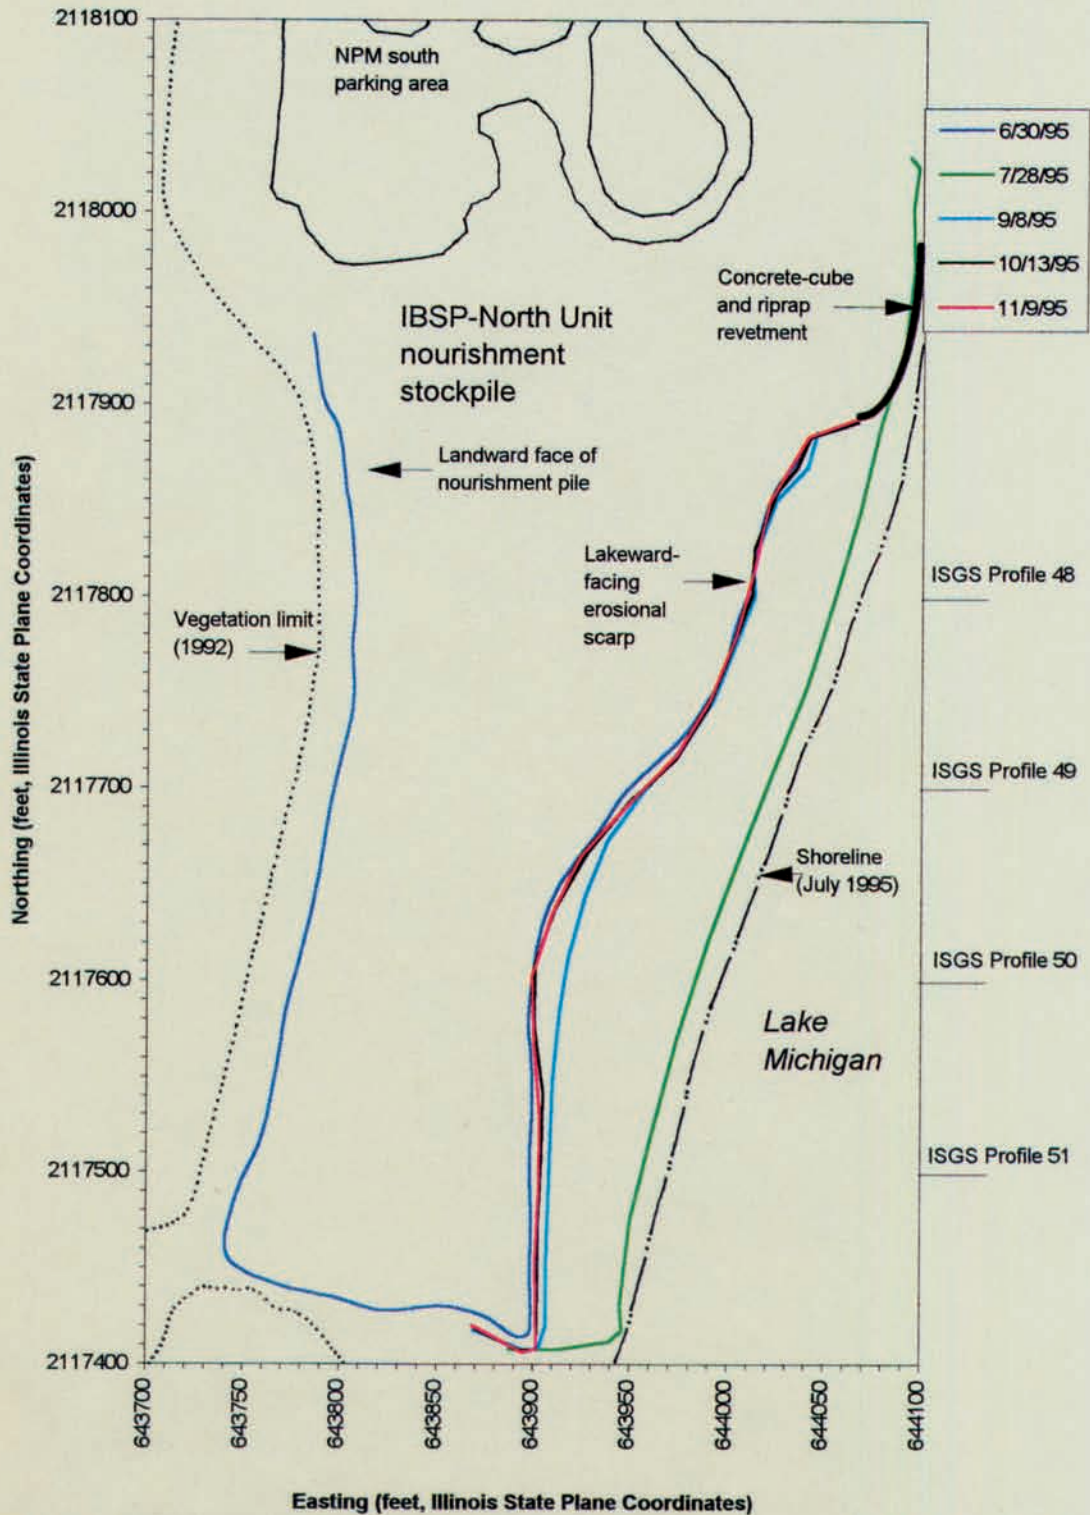 2118100
2118000
2117900
2117800
2117700
2117600
2117500
2117400
Northing (feet, Illinois State Plane Coordinates)
NPM south
parking area
6/30/95
7/28/95
9/8/95
10/13/95
11/9/95
Concrete-cube
and riprap
revetment
IBSP-North Unit
nourishment
stockpile
Landward face of
nourishment pile
Lakeward-
facing
erosional
scarp
Vegetation limit
(1992)
ISGS Profile 48
ISGS Profile 49
Shoreline
(July 1995)
ISGS Profile 50
Lake
Michigan
ISGS Profile 51
643700
643750
643800
643850
643900
643950
644000
644050
644100
Easting (feet, Illinois State Plane Coordinates)